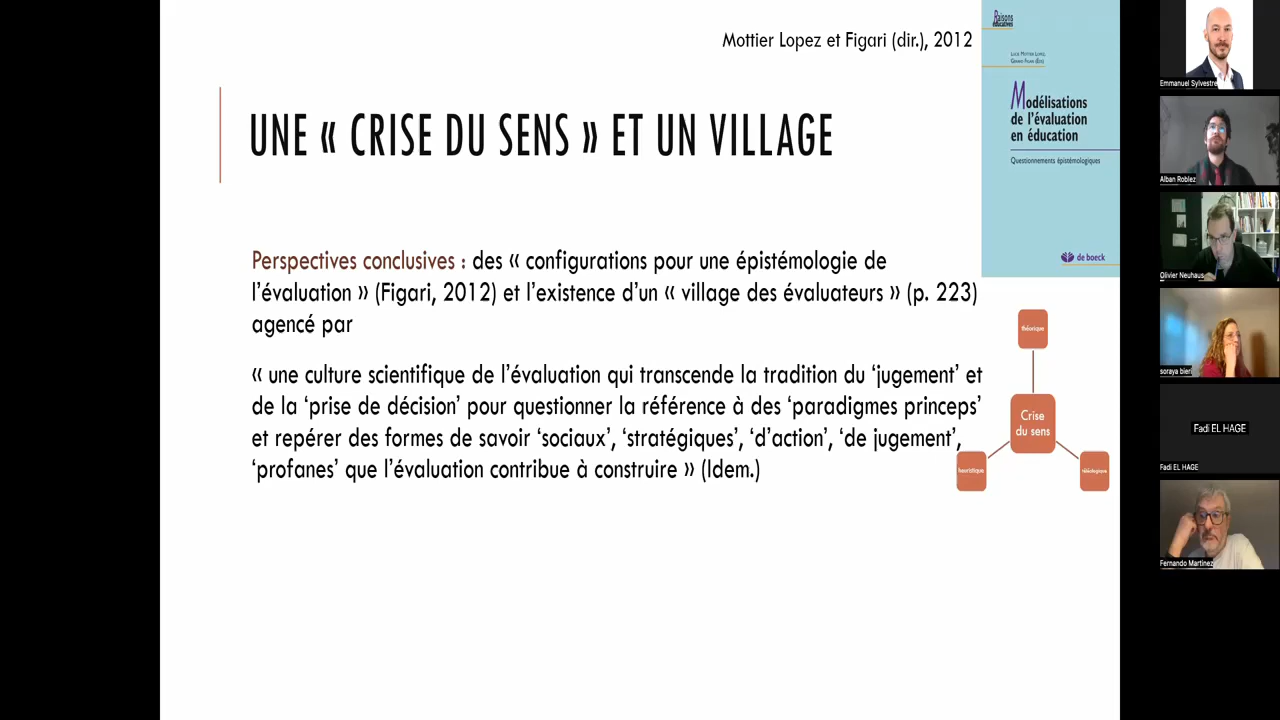 Mottier Lopez et Figari (dir.), 2012
UNE « CRISE DU SENS » ET UN VILLAGE
Perspectives conclusives : des « configurations pour une épistémologie de
l’évaluation » (Figari, 2012) et l’existence d’un « village des évaluateurs » (p. 223)
agencé par
« une culture scientifique de l’évaluation qui transcende la tradition du ‘jugement’ et
de la ‘prise de décision’ pour questionner la référence à des ‘paradigmes princeps’
et repérer des formes de savoir ‘sociaux’, ‘stratégiques’, ‘d’action’, ‘de jugement’,
‘profanes’ que l’évaluation contribue à construire » (Idem.)
Raisons
éducatives
Lucie Mottier Lopez,
Gérard Figari (Éds)
Modélisations
de l’évaluation
en éducation
Questionnements épistémologiques
de boeck
théorique
Crise
du sens
heuristique
téléologique
Emmanuel Sylvestre
Alban Roblez
Olivier Neuhaus
soraya bieri
Fadi EL HAGE
Fadi EL HAGE
Fernando Martinez